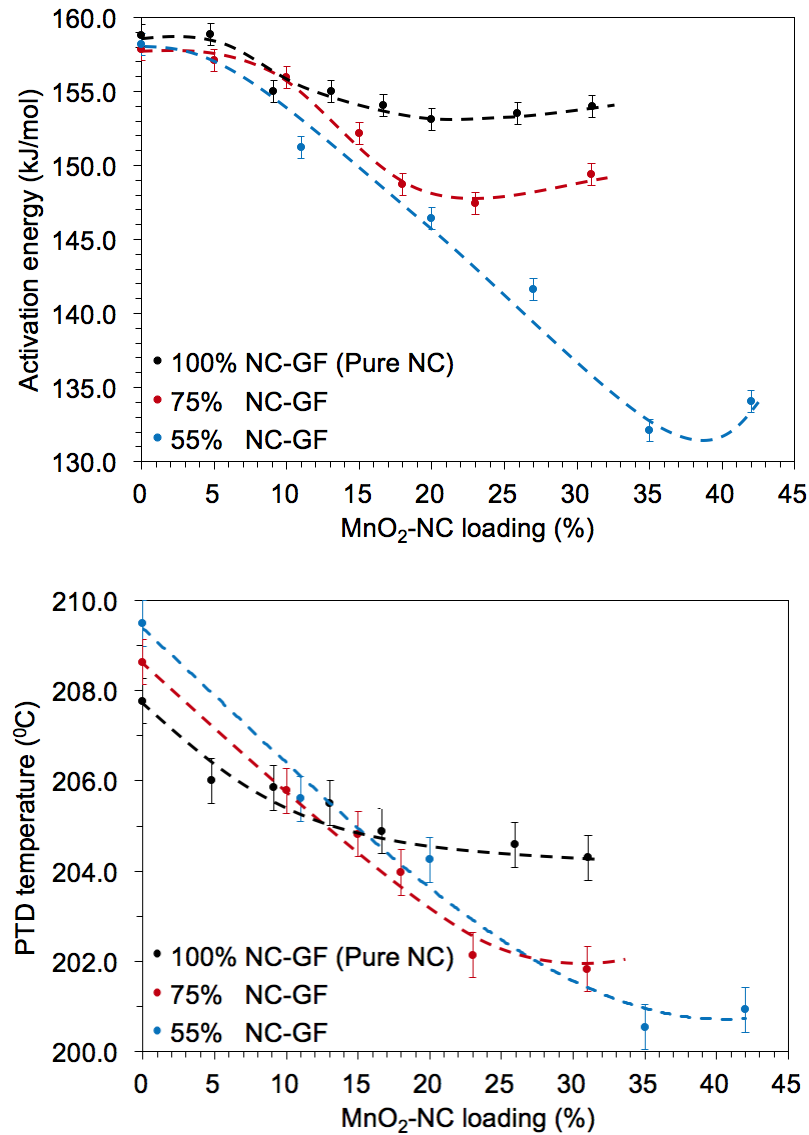 160.0
155.0
150.0
145.0
140.0
135.0
130.0
Activation energy (kJ/mol)
100% NC-GF (Pure NC)
75% NC-GF
55% NC-GF
0 5 10 15 20 25 30 35 40 45
MnO₂-NC loading (%)
210.0
208.0
206.0
204.0
202.0
200.0
PTD temperature (⁰C)
100% NC-GF (Pure NC)
75% NC-GF
55% NC-GF
0 5 10 15 20 25 30 35 40 45
MnO₂-NC loading (%)